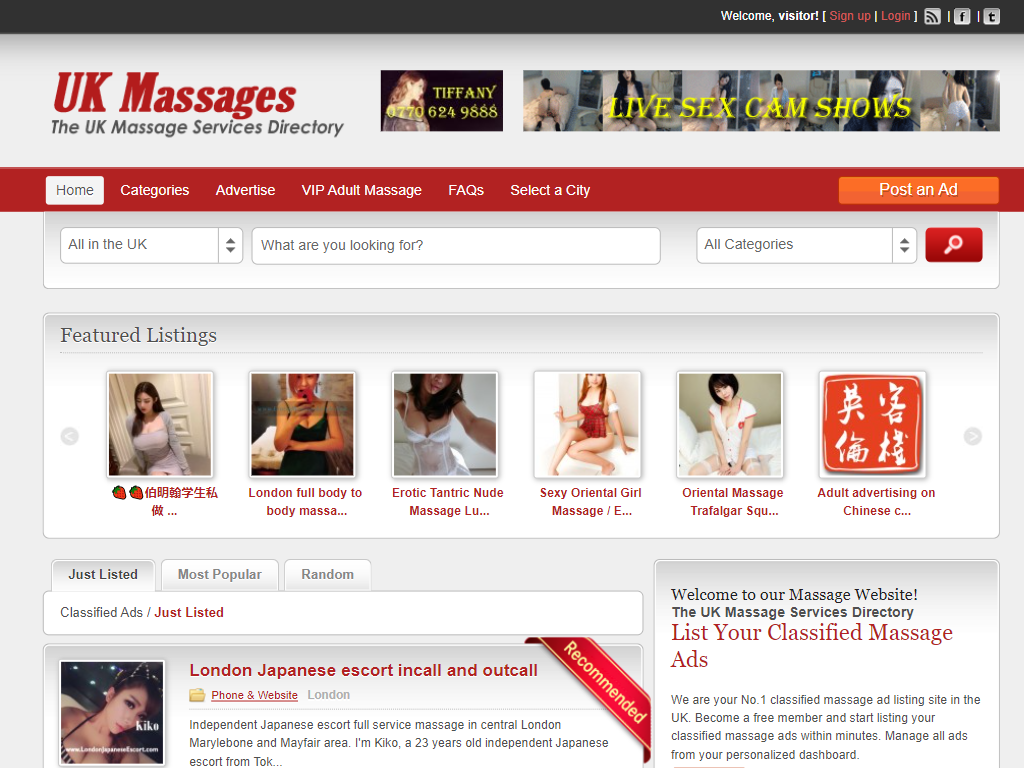 Welcome, visitor! [ Sign up | Login ] | f | t
UK Massages
The UK Massage Services Directory
TIFFANY
0770 624 9888
LIVE SEX CAM SHOWS
Home Categories Advertise VIP Adult Massage FAQs Select a City Post an Ad
All in the UK What are you looking for? All Categories
Featured Listings
伯明翰学生私
做 ...
London full body to
body massa...
Erotic Tantric Nude
Massage Lu...
Sexy Oriental Girl
Massage / E...
Oriental Massage
Trafalgar Squ...
英客
倫棧
Adult advertising on
Chinese c...
Just Listed Most Popular Random
Classified Ads / Just Listed
Recommended
Kiko
www.LondonJapaneseEscort.com
London Japanese escort incall and outcall
Phone & Website London
Independent Japanese escort full service massage in central London
Marylebone and Mayfair area. I'm Kiko, a 23 years old independent Japanese
escort from Tok...
Welcome to our Massage Website!
The UK Massage Services Directory
List Your Classified Massage
Ads
We are your No.1 classified massage ad listing site in the
UK. Become a free member and start listing your
classified massage ads within minutes. Manage all ads
from your personalized dashboard.